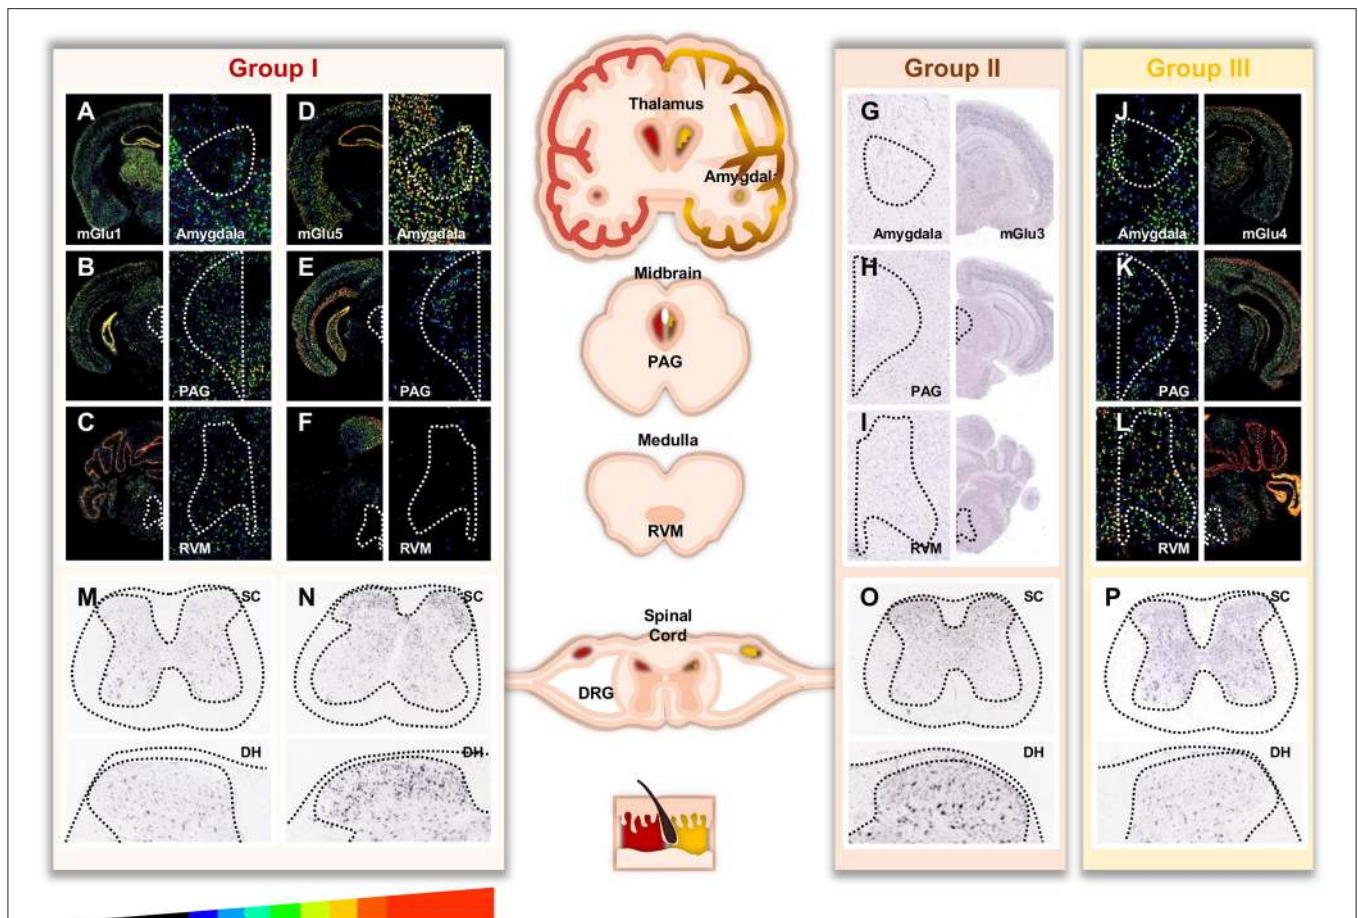 Group I
A
mGlu1
Amygdala
D
mGlu5
Amygdala
B
PAG
E
PAG
C
RVM
F
RVM
M
SC
DH
N
SC
DH
Thalamus
Amygdala
Midbrain
PAG
Medulla
RVM
Spinal
Cord
DRG
Group II
G
Amygdala
mGlu3
H
PAG
I
RVM
O
SC
DH
Group III
J
Amygdala
mGlu4
K
PAG
L
RVM
P
SC
DH